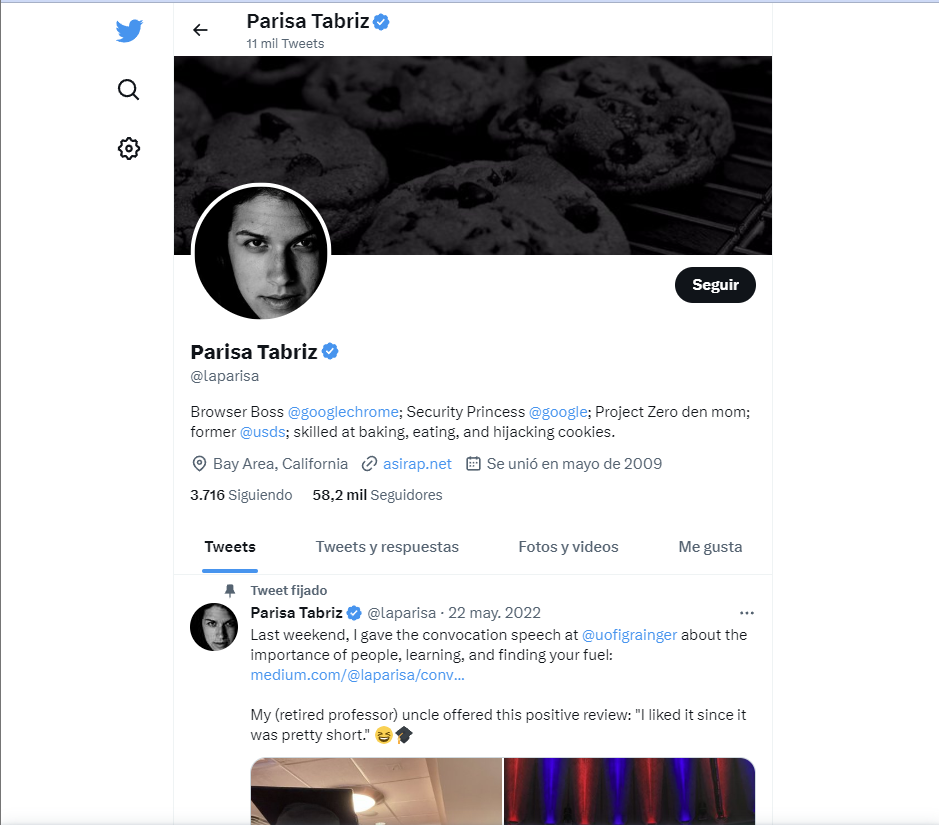 Parisa Tabriz
11 mil Tweets
Seguir
Parisa Tabriz
@laparisa
Browser Boss @googlechrome; Security Princess @google; Project Zero den mom;
former @usds; skilled at baking, eating, and hijacking cookies.
Bay Area, California asirap.net Se unió en mayo de 2009
3.716 Siguiendo 58,2 mil Seguidores
Tweets Tweets y respuestas Fotos y videos Me gusta
Tweet fijado
Parisa Tabriz @laparisa · 22 may. 2022
Last weekend, I gave the convocation speech at @uofigrainger about the
importance of people, learning, and finding your fuel:
medium.com/@laparisa/conv…
My (retired professor) uncle offered this positive review: "I liked it since it
was pretty short." 😆🎓